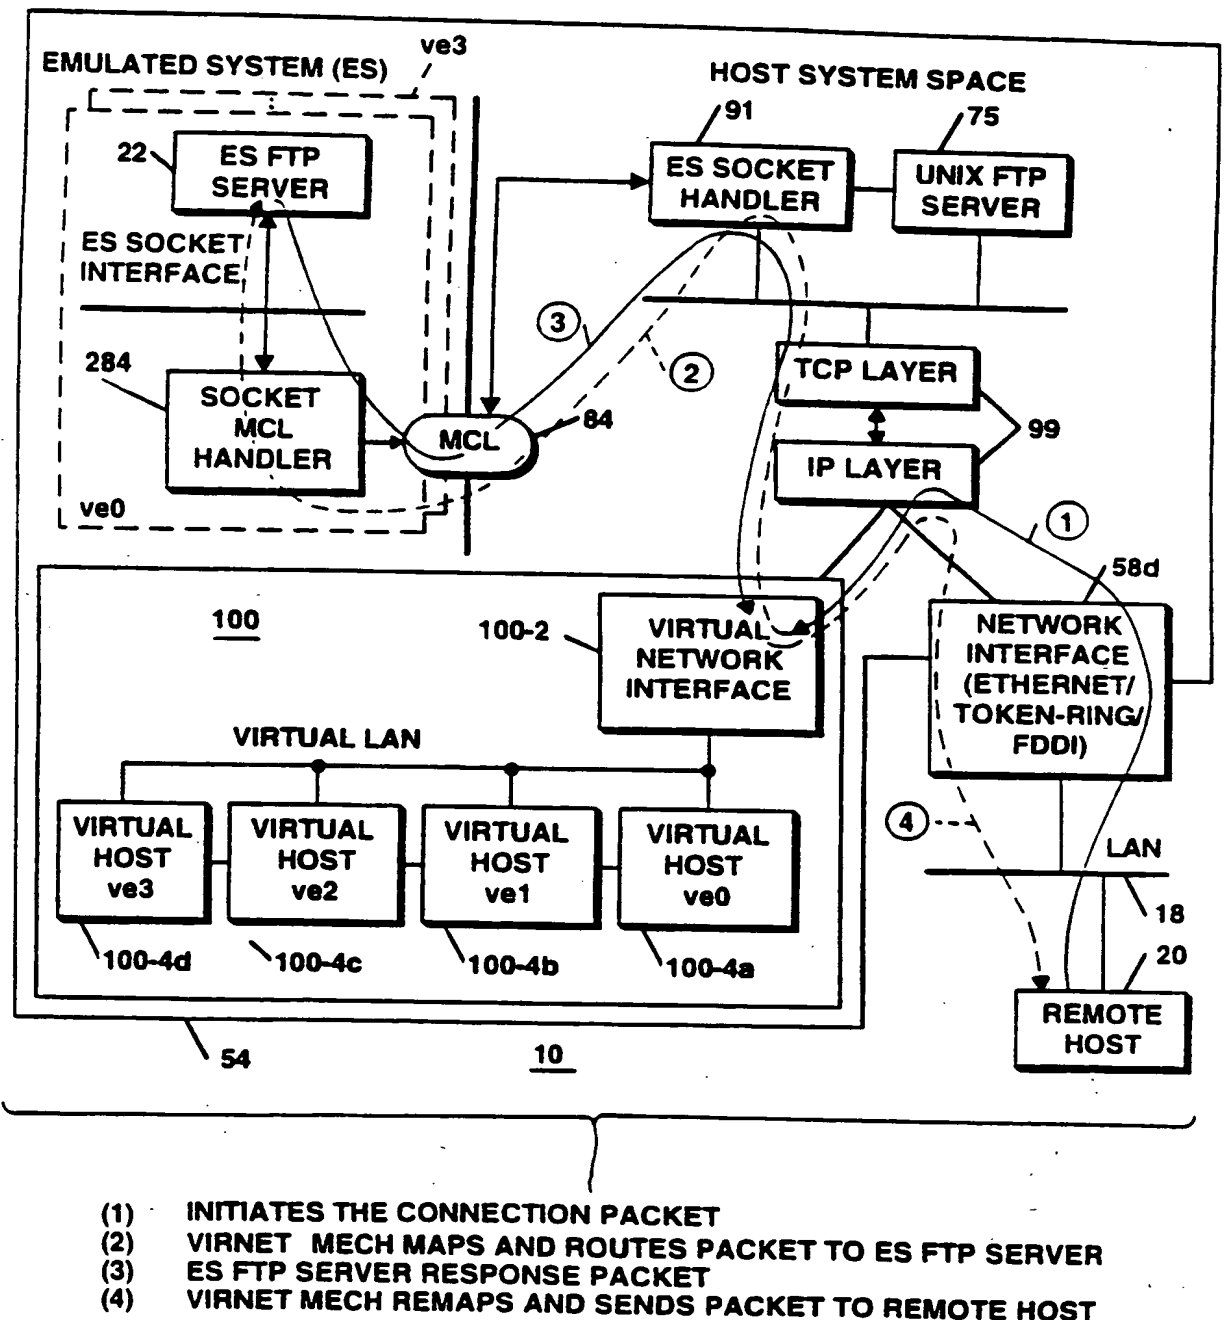 ve3
EMULATED SYSTEM (ES)
HOST SYSTEM SPACE
91
75
22
ES FTP
SERVER
ES SOCKET
HANDLER
UNIX FTP
SERVER
ES SOCKET
INTERFACE
3
2
284
SOCKET
MCL
HANDLER
MCL
84
TCP LAYER
99
IP LAYER
ve0
1
58d
100
100-2
VIRTUAL
NETWORK
INTERFACE
NETWORK
INTERFACE
(ETHERNET/
TOKEN-RING/
FDDI)
VIRTUAL LAN
VIRTUAL
HOST
ve3
VIRTUAL
HOST
ve2
VIRTUAL
HOST
ve1
VIRTUAL
HOST
ve0
4
LAN
18
100-4d
100-4c
100-4b
100-4a
20
REMOTE
HOST
54
10
(1) INITIATES THE CONNECTION PACKET
(2) VIRNET MECH MAPS AND ROUTES PACKET TO ES FTP SERVER
(3) ES FTP SERVER RESPONSE PACKET
(4) VIRNET MECH REMAPS AND SENDS PACKET TO REMOTE HOST